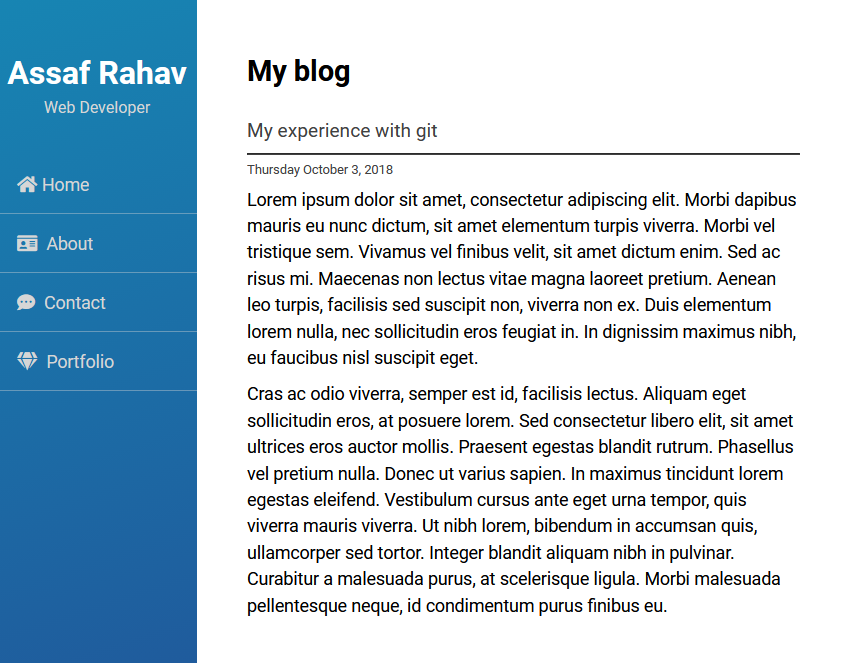 Assaf Rahav
Web Developer
Home
About
Contact
Portfolio
My blog
My experience with git
Thursday October 3, 2018
Lorem ipsum dolor sit amet, consectetur adipiscing elit. Morbi dapibus
mauris eu nunc dictum, sit amet elementum turpis viverra. Morbi vel
tristique sem. Vivamus vel finibus velit, sit amet dictum enim. Sed ac
risus mi. Maecenas non lectus vitae magna laoreet pretium. Aenean
leo turpis, facilisis sed suscipit non, viverra non ex. Duis elementum
lorem nulla, nec sollicitudin eros feugiat in. In dignissim maximus nibh,
eu faucibus nisl suscipit eget.
Cras ac odio viverra, semper est id, facilisis lectus. Aliquam eget
sollicitudin eros, at posuere lorem. Sed consectetur libero elit, sit amet
ultrices eros auctor mollis. Praesent egestas blandit rutrum. Phasellus
vel pretium nulla. Donec ut varius sapien. In maximus tincidunt lorem
egestas eleifend. Vestibulum cursus ante eget urna tempor, quis
viverra mauris viverra. Ut nibh lorem, bibendum in accumsan quis,
ullamcorper sed tortor. Integer blandit aliquam nibh in pulvinar.
Curabitur a malesuada purus, at scelerisque ligula. Morbi malesuada
pellentesque neque, id condimentum purus finibus eu.